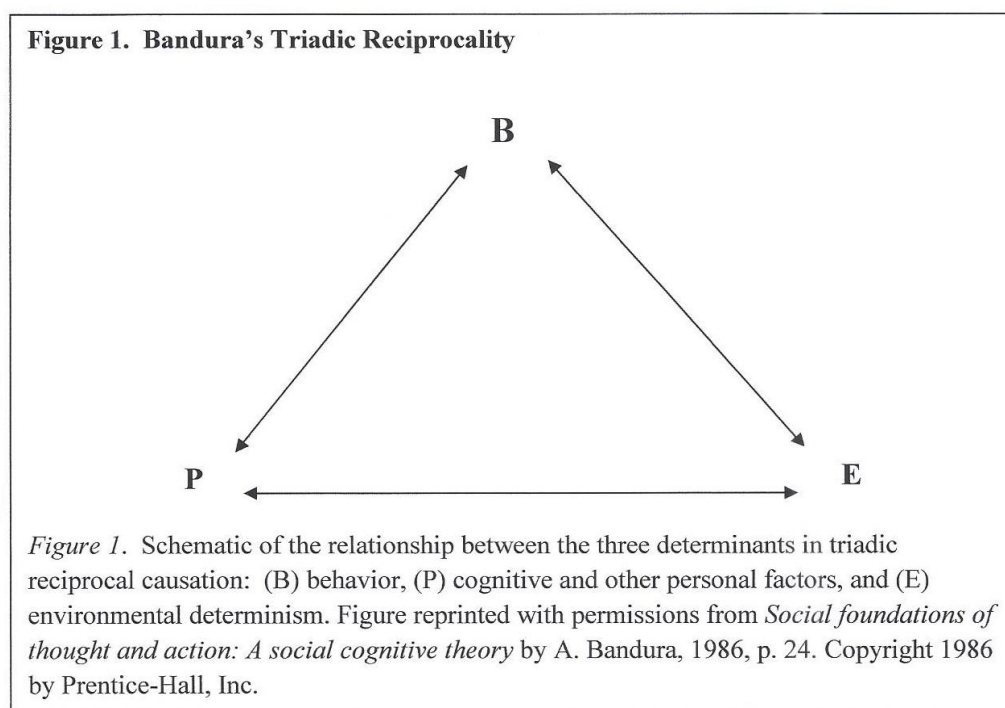 Figure 1.  Bandura's Triadic Reciprocality
B
P
E
Figure 1.  Schematic of the relationship between the three determinants in triadic
reciprocal causation:  (B) behavior, (P) cognitive and other personal factors, and (E)
environmental determinism. Figure reprinted with permissions from Social foundations of
thought and action: A social cognitive theory by A. Bandura, 1986, p. 24. Copyright 1986
by Prentice-Hall, Inc.